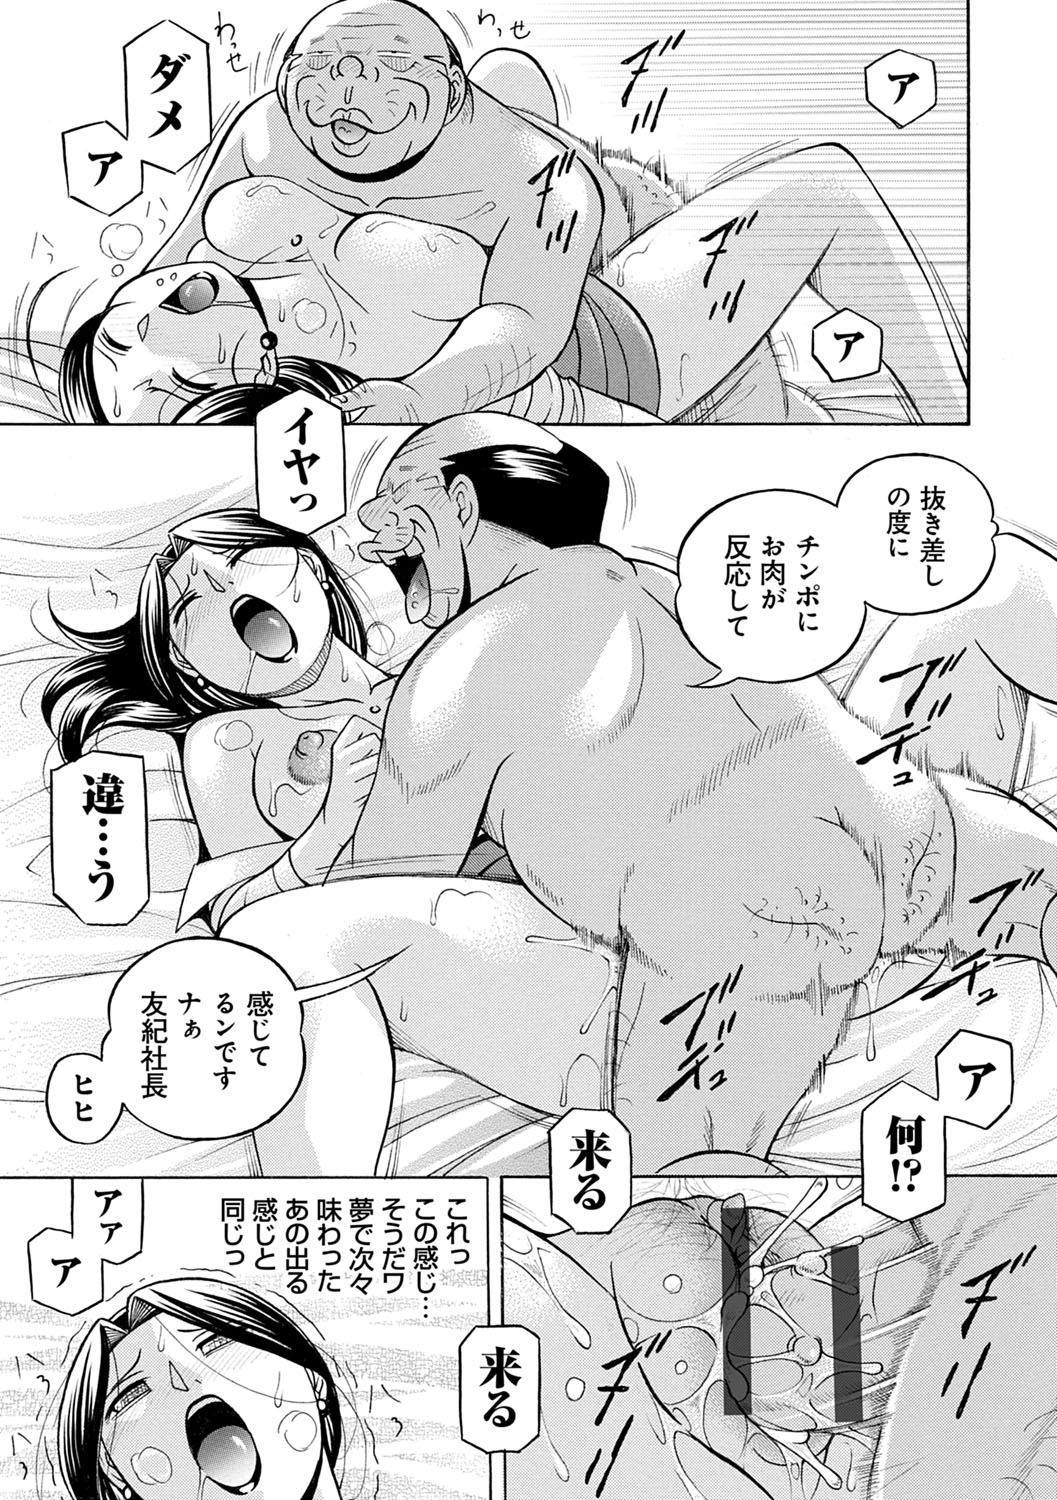 わっせ
わっせ
ダメ
ア
ア
ア
イヤっ
抜き差し
の度に
チンポに
お肉が
反応して
違…う
感じて
るンです
ナぁ
友紀社長
ヒヒ
ア
何!?
来る
来る
これっ
この感じ…
そうだワ
夢で次々
味わった
あの出る
感じと
同じっ
アァ
ア